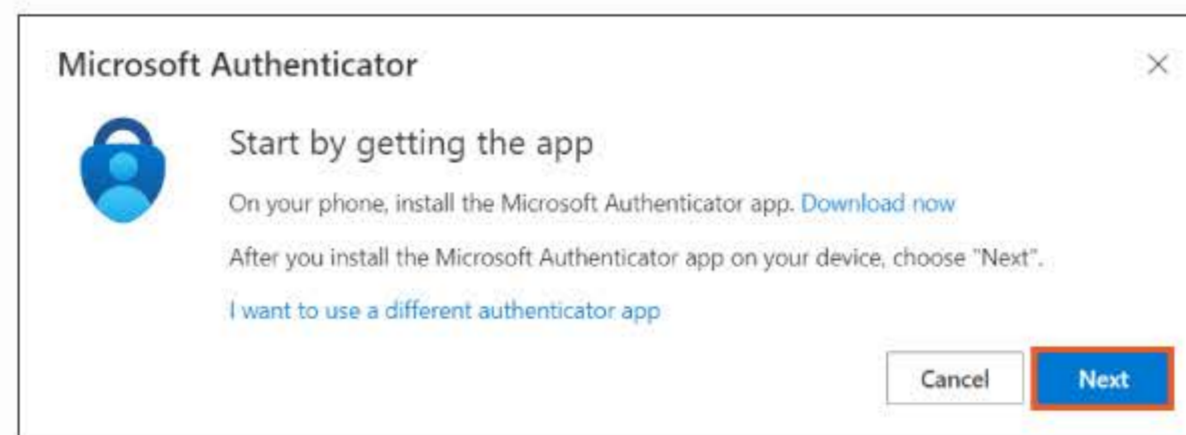 Microsoft Authenticator
Start by getting the app
On your phone, install the Microsoft Authenticator app. Download now
After you install the Microsoft Authenticator app on your device, choose "Next".
I want to use a different authenticator app
Cancel
Next